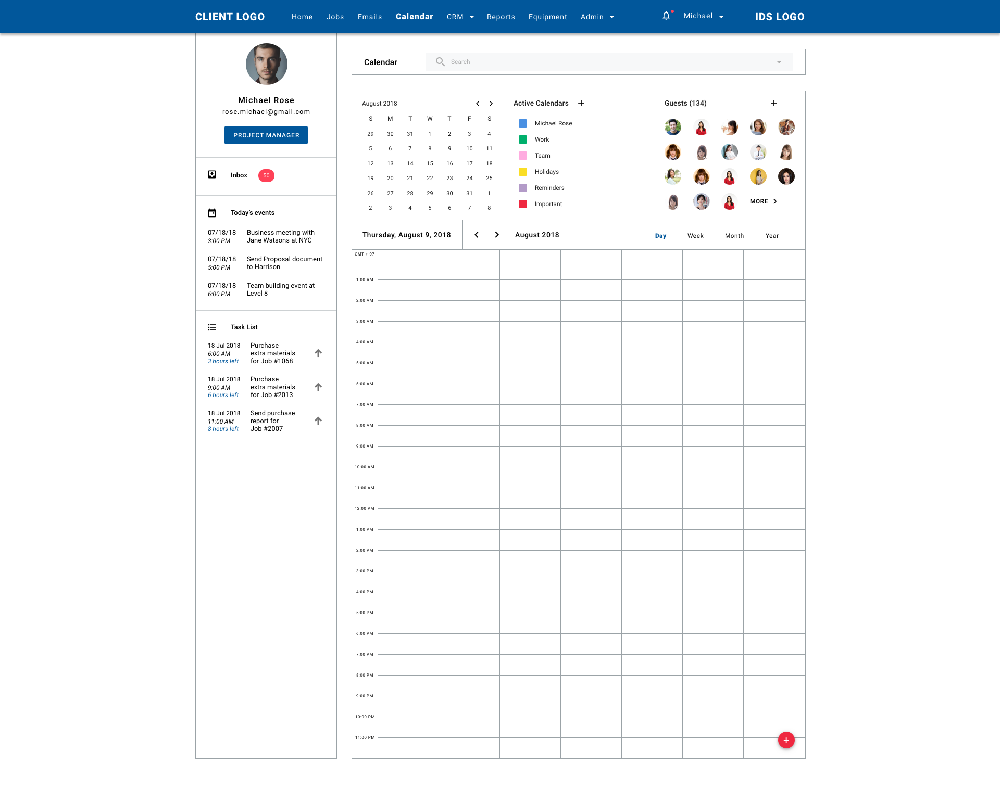 CLIENT LOGO
Home Jobs Emails Calendar CRM Reports Equipment Admin
Michael
IDS LOGO
Michael Rose
rose.michael@gmail.com
PROJECT MANAGER
Inbox 50
Today’s events
07/18/18 Business meeting with
3:00 PM Jane Watsons at NYC
07/18/18 Send Proposal document
5:00 PM to Harrison
07/18/18 Team building event at
6:00 PM Level 8
Task List
18 Jul 2018 Purchase
6:00 AM extra materials
3 hours left for Job #1068
18 Jul 2018 Purchase
9:00 AM extra materials
6 hours left for Job #2013
18 Jul 2018 Send purchase
11:00 AM report for
8 hours left Job #2007
Calendar
Search
August 2018
S M T W T F S
29 30 31 1 2 3 4
5 6 7 8 9 10 11
12 13 14 15 16 17 18
19 20 21 22 23 24 25
26 27 28 29 30 31 1
2 3 4 5 6 7 8
Active Calendars
Michael Rose
Work
Team
Holidays
Reminders
Important
Guests (134)
MORE
Thursday, August 9, 2018
August 2018
Day Week Month Year
GMT + 07
1:00 AM
2:00 AM
3:00 AM
4:00 AM
5:00 AM
6:00 AM
7:00 AM
8:00 AM
9:00 AM
10:00 AM
11:00 AM
12:00 PM
1:00 PM
2:00 PM
3:00 PM
4:00 PM
5:00 PM
6:00 PM
7:00 PM
8:00 PM
9:00 PM
10:00 PM
11:00 PM